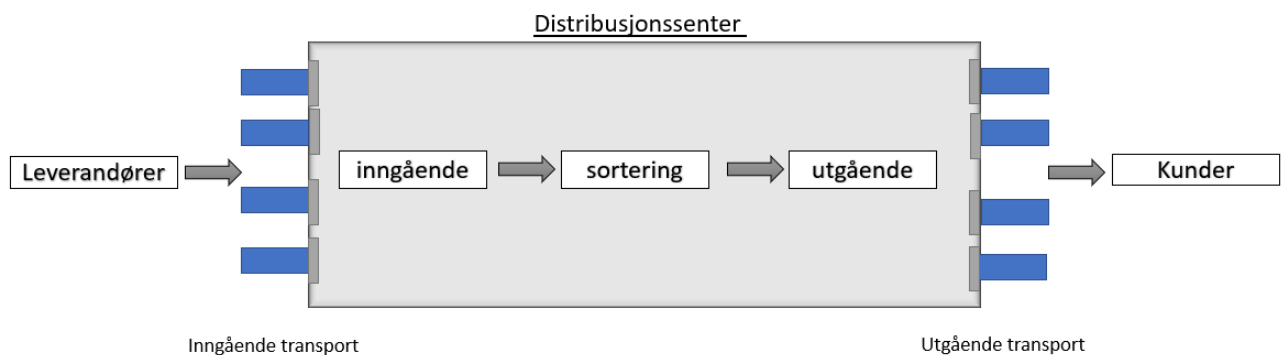 Distribusjonssenter
Leverandører
inngående
sortering
utgående
Kunder
Inngående transport
Utgående transport